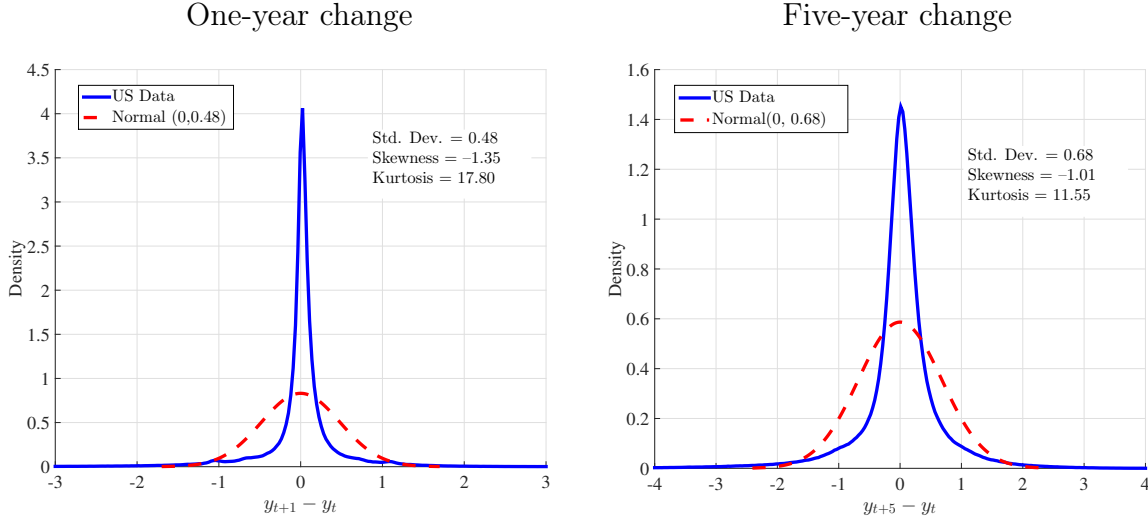 One-year change
4.5
4
3.5
3
2.5
2
1.5
1
0.5
0
Density
US Data
Normal (0,0.48)
Std. Dev. = 0.48
Skewness = –1.35
Kurtosis = 17.80
-3
-2
-1
0
1
2
3
yt+1 − yt
Five-year change
1.6
1.4
1.2
1
0.8
0.6
0.4
0.2
0
Density
US Data
Normal(0, 0.68)
Std. Dev. = 0.68
Skewness = –1.01
Kurtosis = 11.55
-4
-3
-2
-1
0
1
2
3
4
yt+5 − yt